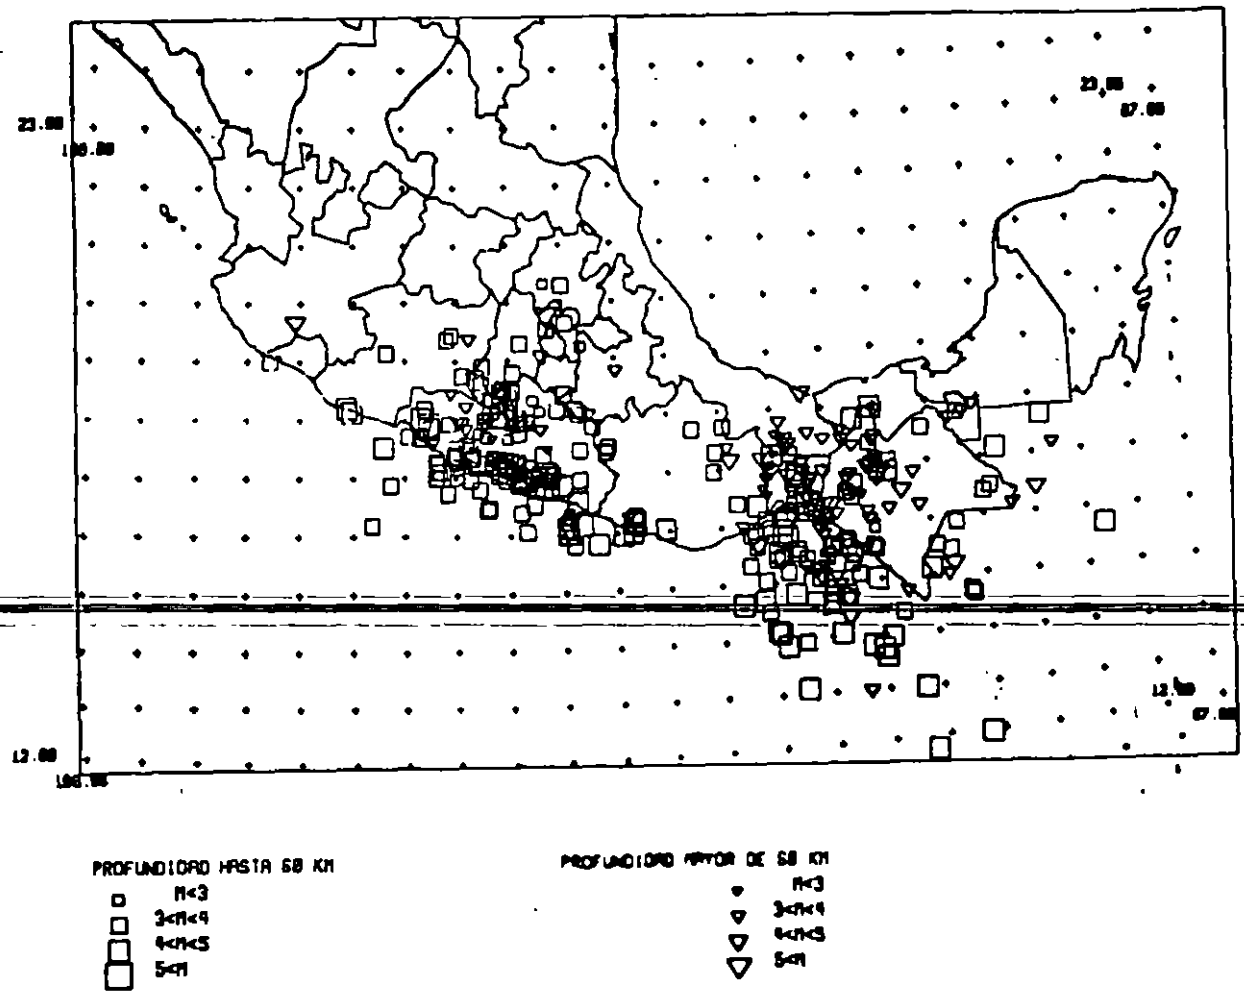 23.00
87.00
23.00
12.00
87.00
12.00
PROFUNDIDAD HASTA 60 KM
M<3
3<M<4
4<M<5
5<M
PROFUNDIDAD MAYOR DE 60 KM
M<3
3<M<4
4<M<5
5<M